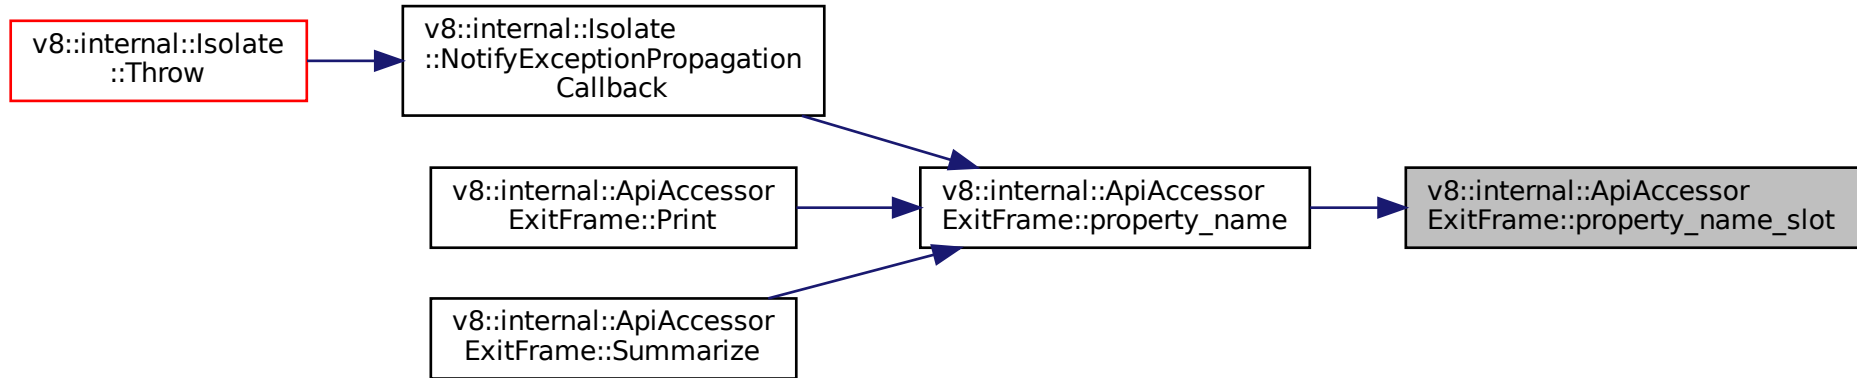 v8::internal::Isolate
::Throw
v8::internal::Isolate
::NotifyExceptionPropagation
Callback
v8::internal::ApiAccessor
ExitFrame::Print
v8::internal::ApiAccessor
ExitFrame::Summarize
v8::internal::ApiAccessor
ExitFrame::property_name
v8::internal::ApiAccessor
ExitFrame::property_name_slot